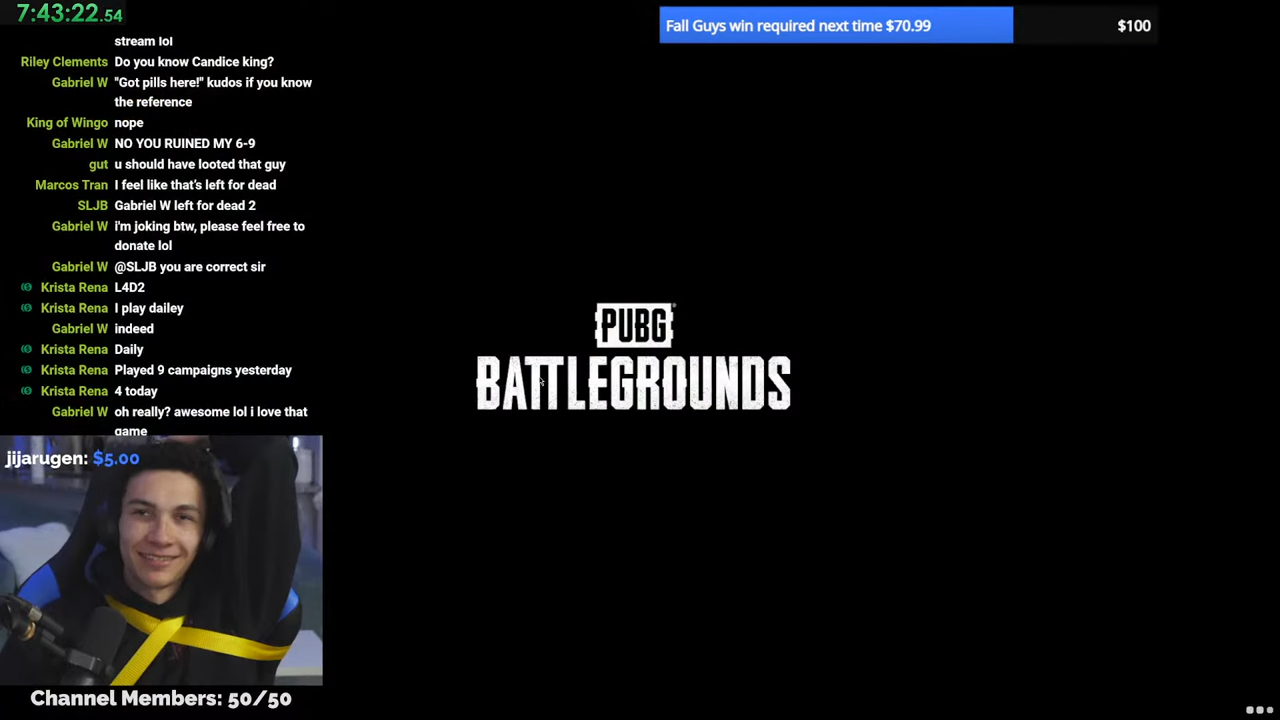 7:43:22.54
stream lol
Riley Clements Do you know Candice king?
Gabriel W "Got pills here!" kudos if you know
the reference
King of Wingo nope
Gabriel W NO YOU RUINED MY 6-9
gut u should have looted that guy
Marcos Tran I feel like that's left for dead
SLJB Gabriel W left for dead 2
Gabriel W i'm joking btw, please feel free to
donate lol
Gabriel W @SLJB you are correct sir
Krista Rena L4D2
Krista Rena I play dailey
Gabriel W indeed
Krista Rena Daily
Krista Rena Played 9 campaigns yesterday
Krista Rena 4 today
Gabriel W oh really? awesome lol i love that
game
jijarugen: $5.00
Channel Members: 50/50
Fall Guys win required next time $70.99 $100
PUBG
BATTLEGROUNDS